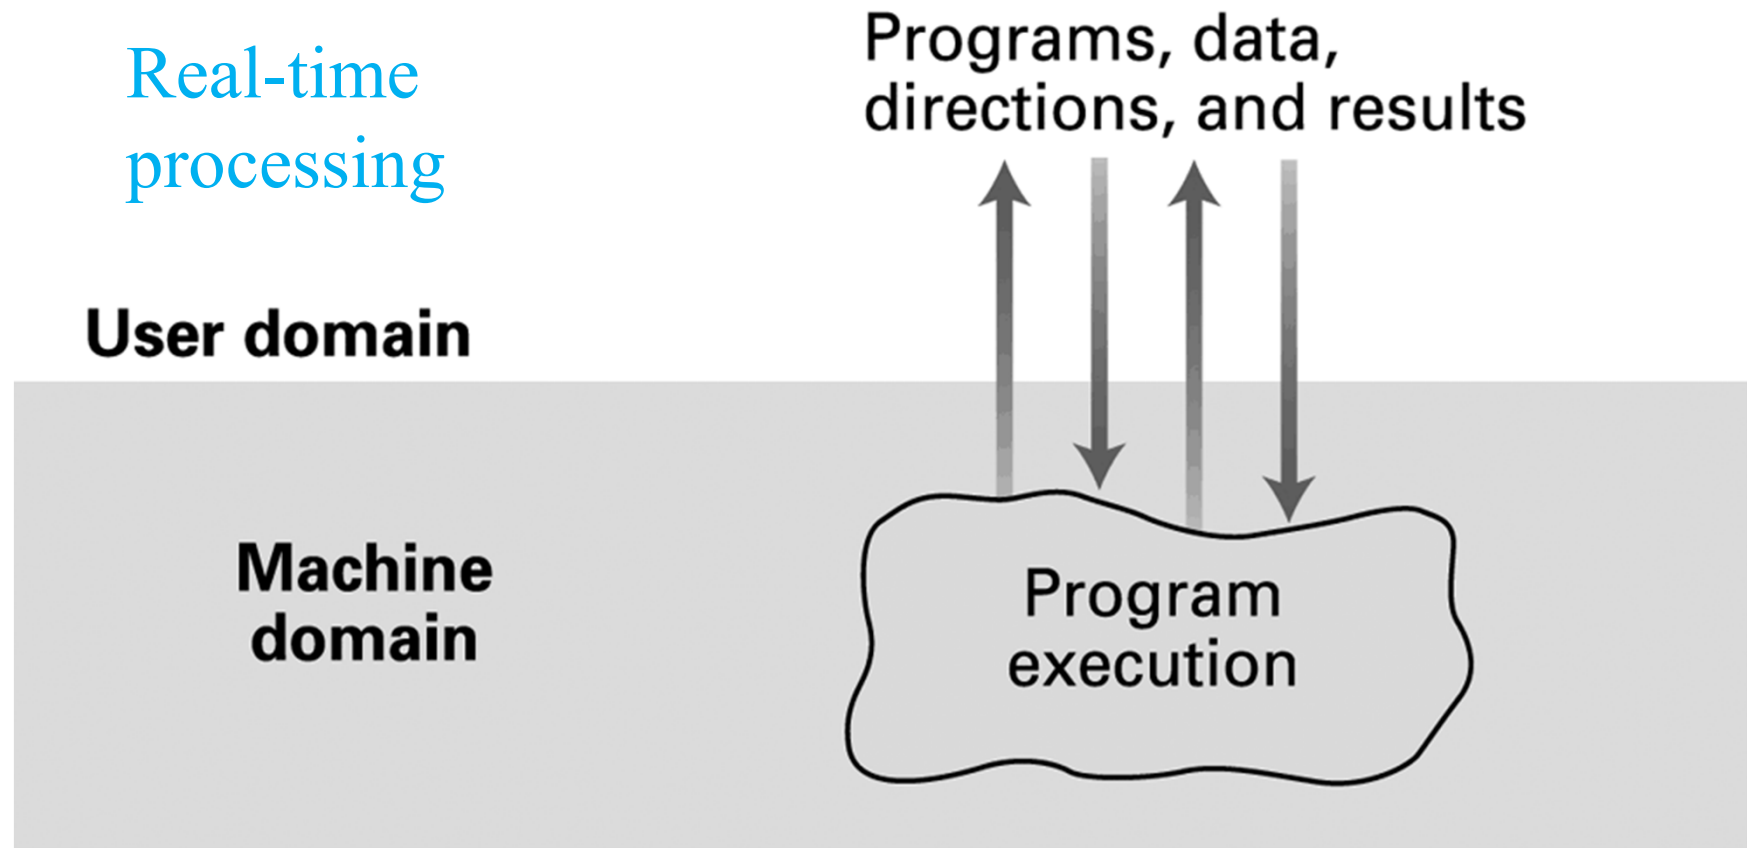 Real-time
processing
Programs, data,
directions, and results
User domain
Machine
domain
Program
execution